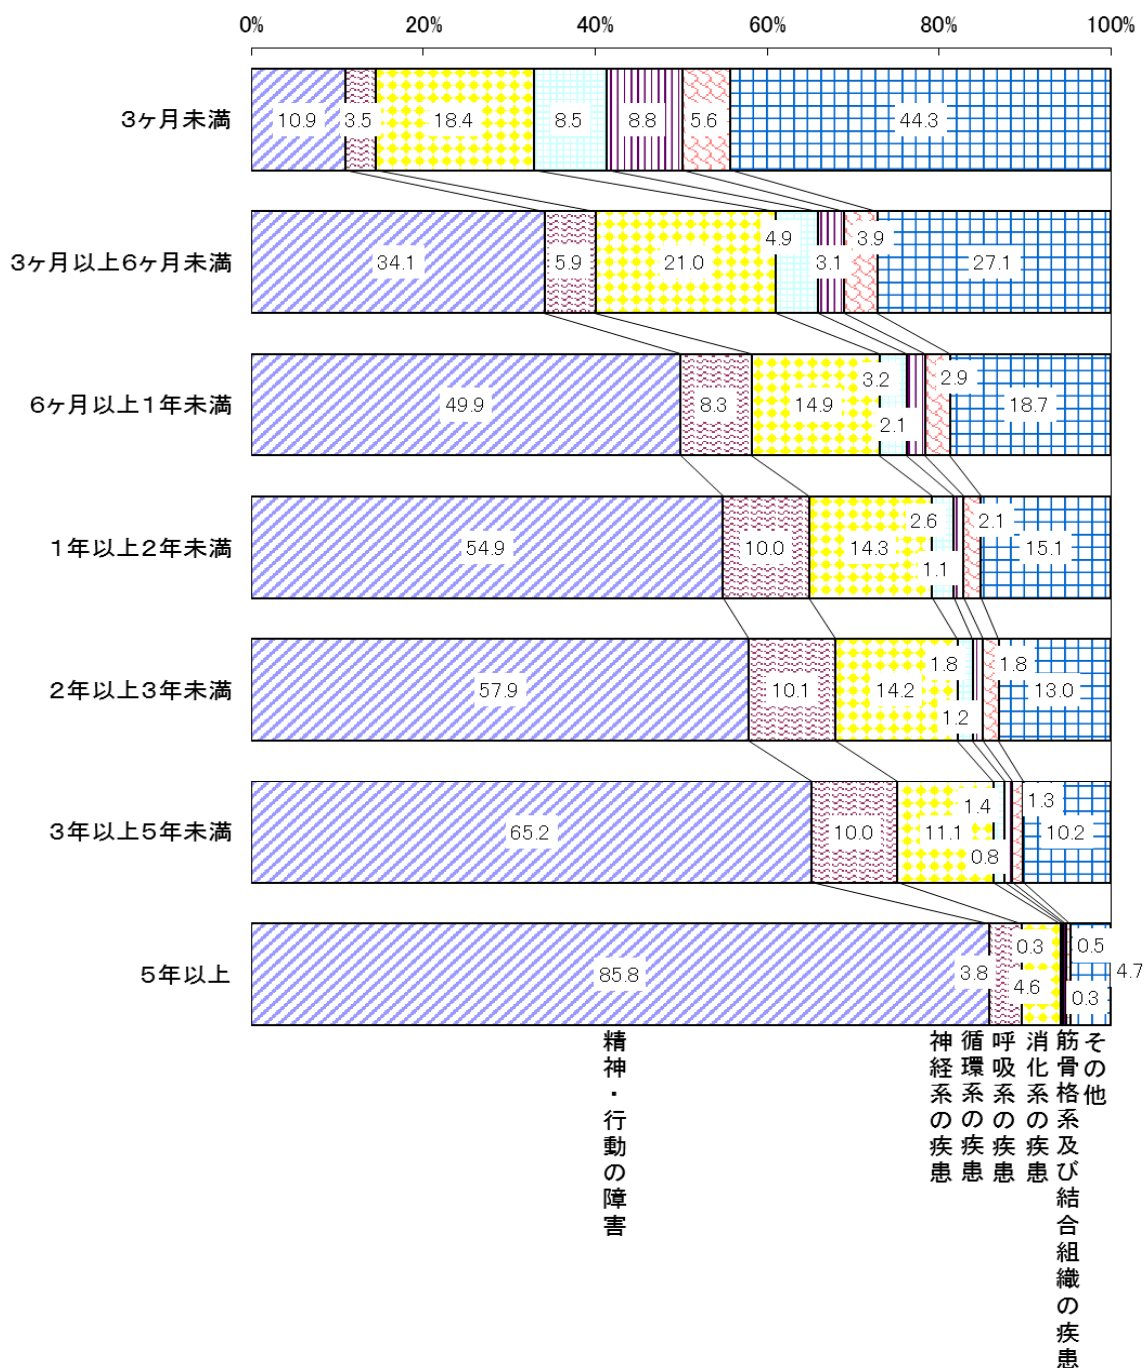 0% 20% 40% 60% 80% 100%
3ヶ月未満 10.9 3.5 18.4 8.5 8.8 5.6 44.3
3ヶ月以上6ヶ月未満 34.1 5.9 21.0 4.9 3.1 3.9 27.1
6ヶ月以上1年未満 49.9 8.3 14.9 3.2 2.1 2.9 18.7
1年以上2年未満 54.9 10.0 14.3 2.6 1.1 2.1 15.1
2年以上3年未満 57.9 10.1 14.2 1.8 1.2 1.8 13.0
3年以上5年未満 65.2 10.0 11.1 1.4 0.8 1.3 10.2
5年以上 85.8 3.8 4.6 0.3 0.3 0.5 4.7
精神・行動の障害
神経系の疾患
循環系の疾患
呼吸系の疾患
消化系の疾患
筋骨格系及び結合組織の疾患
その他